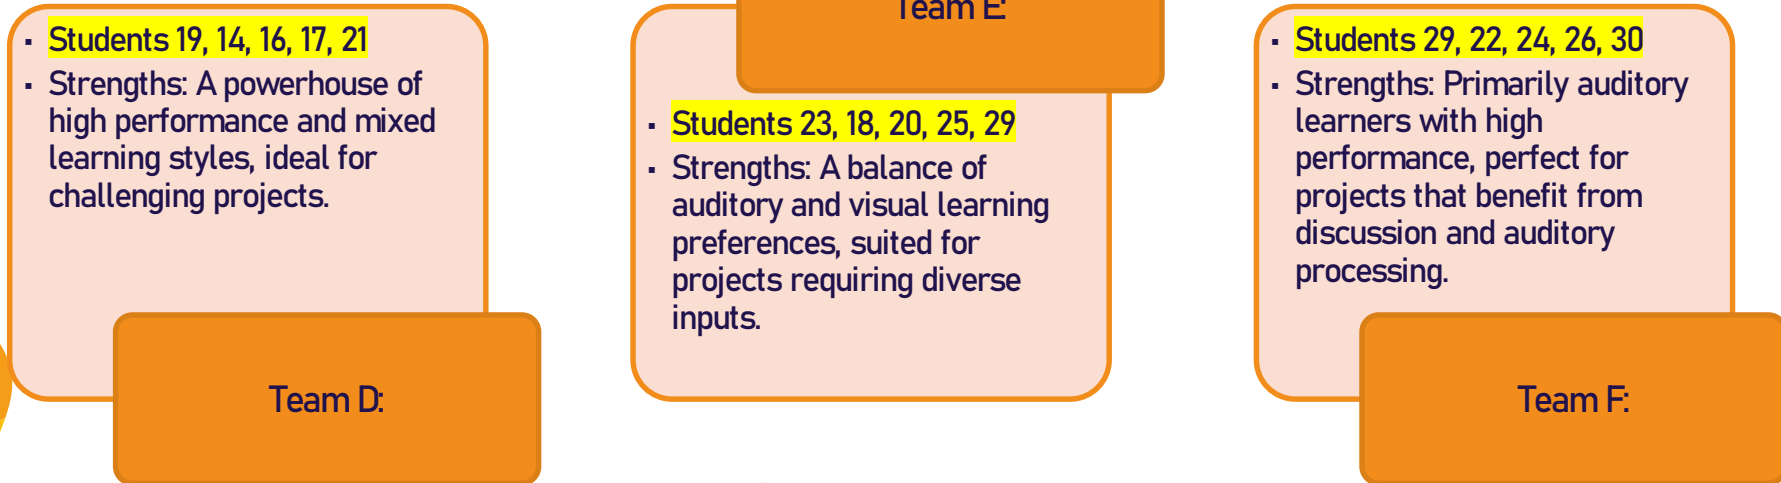 ▪ Students 19, 14, 16, 17, 21
▪ Strengths: A powerhouse of
high performance and mixed
learning styles, ideal for
challenging projects.
Team D:
Team E:
▪ Students 23, 18, 20, 25, 29
▪ Strengths: A balance of
auditory and visual learning
preferences, suited for
projects requiring diverse
inputs.
▪ Students 29, 22, 24, 26, 30
▪ Strengths: Primarily auditory
learners with high
performance, perfect for
projects that benefit from
discussion and auditory
processing.
Team F: